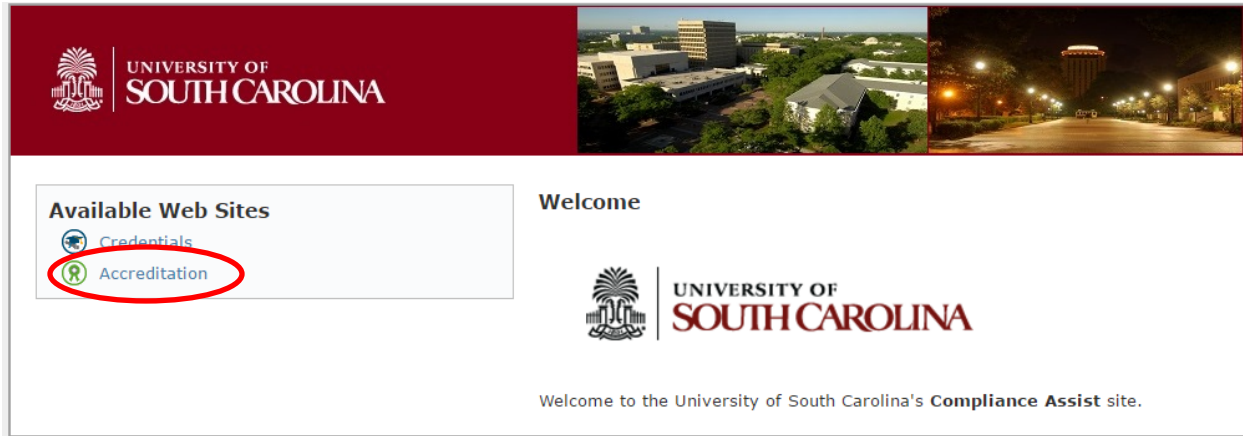 UNIVERSITY OF
SOUTH CAROLINA
Available Web Sites
Credentials
Accreditation
Welcome
UNIVERSITY OF
SOUTH CAROLINA
Welcome to the University of South Carolina's Compliance Assist site.